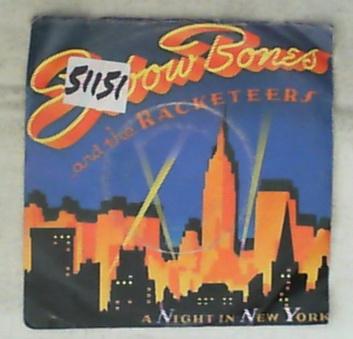 Elbow Bones
51151
and the RACKETEERS
A NIGHT IN NEW YORK